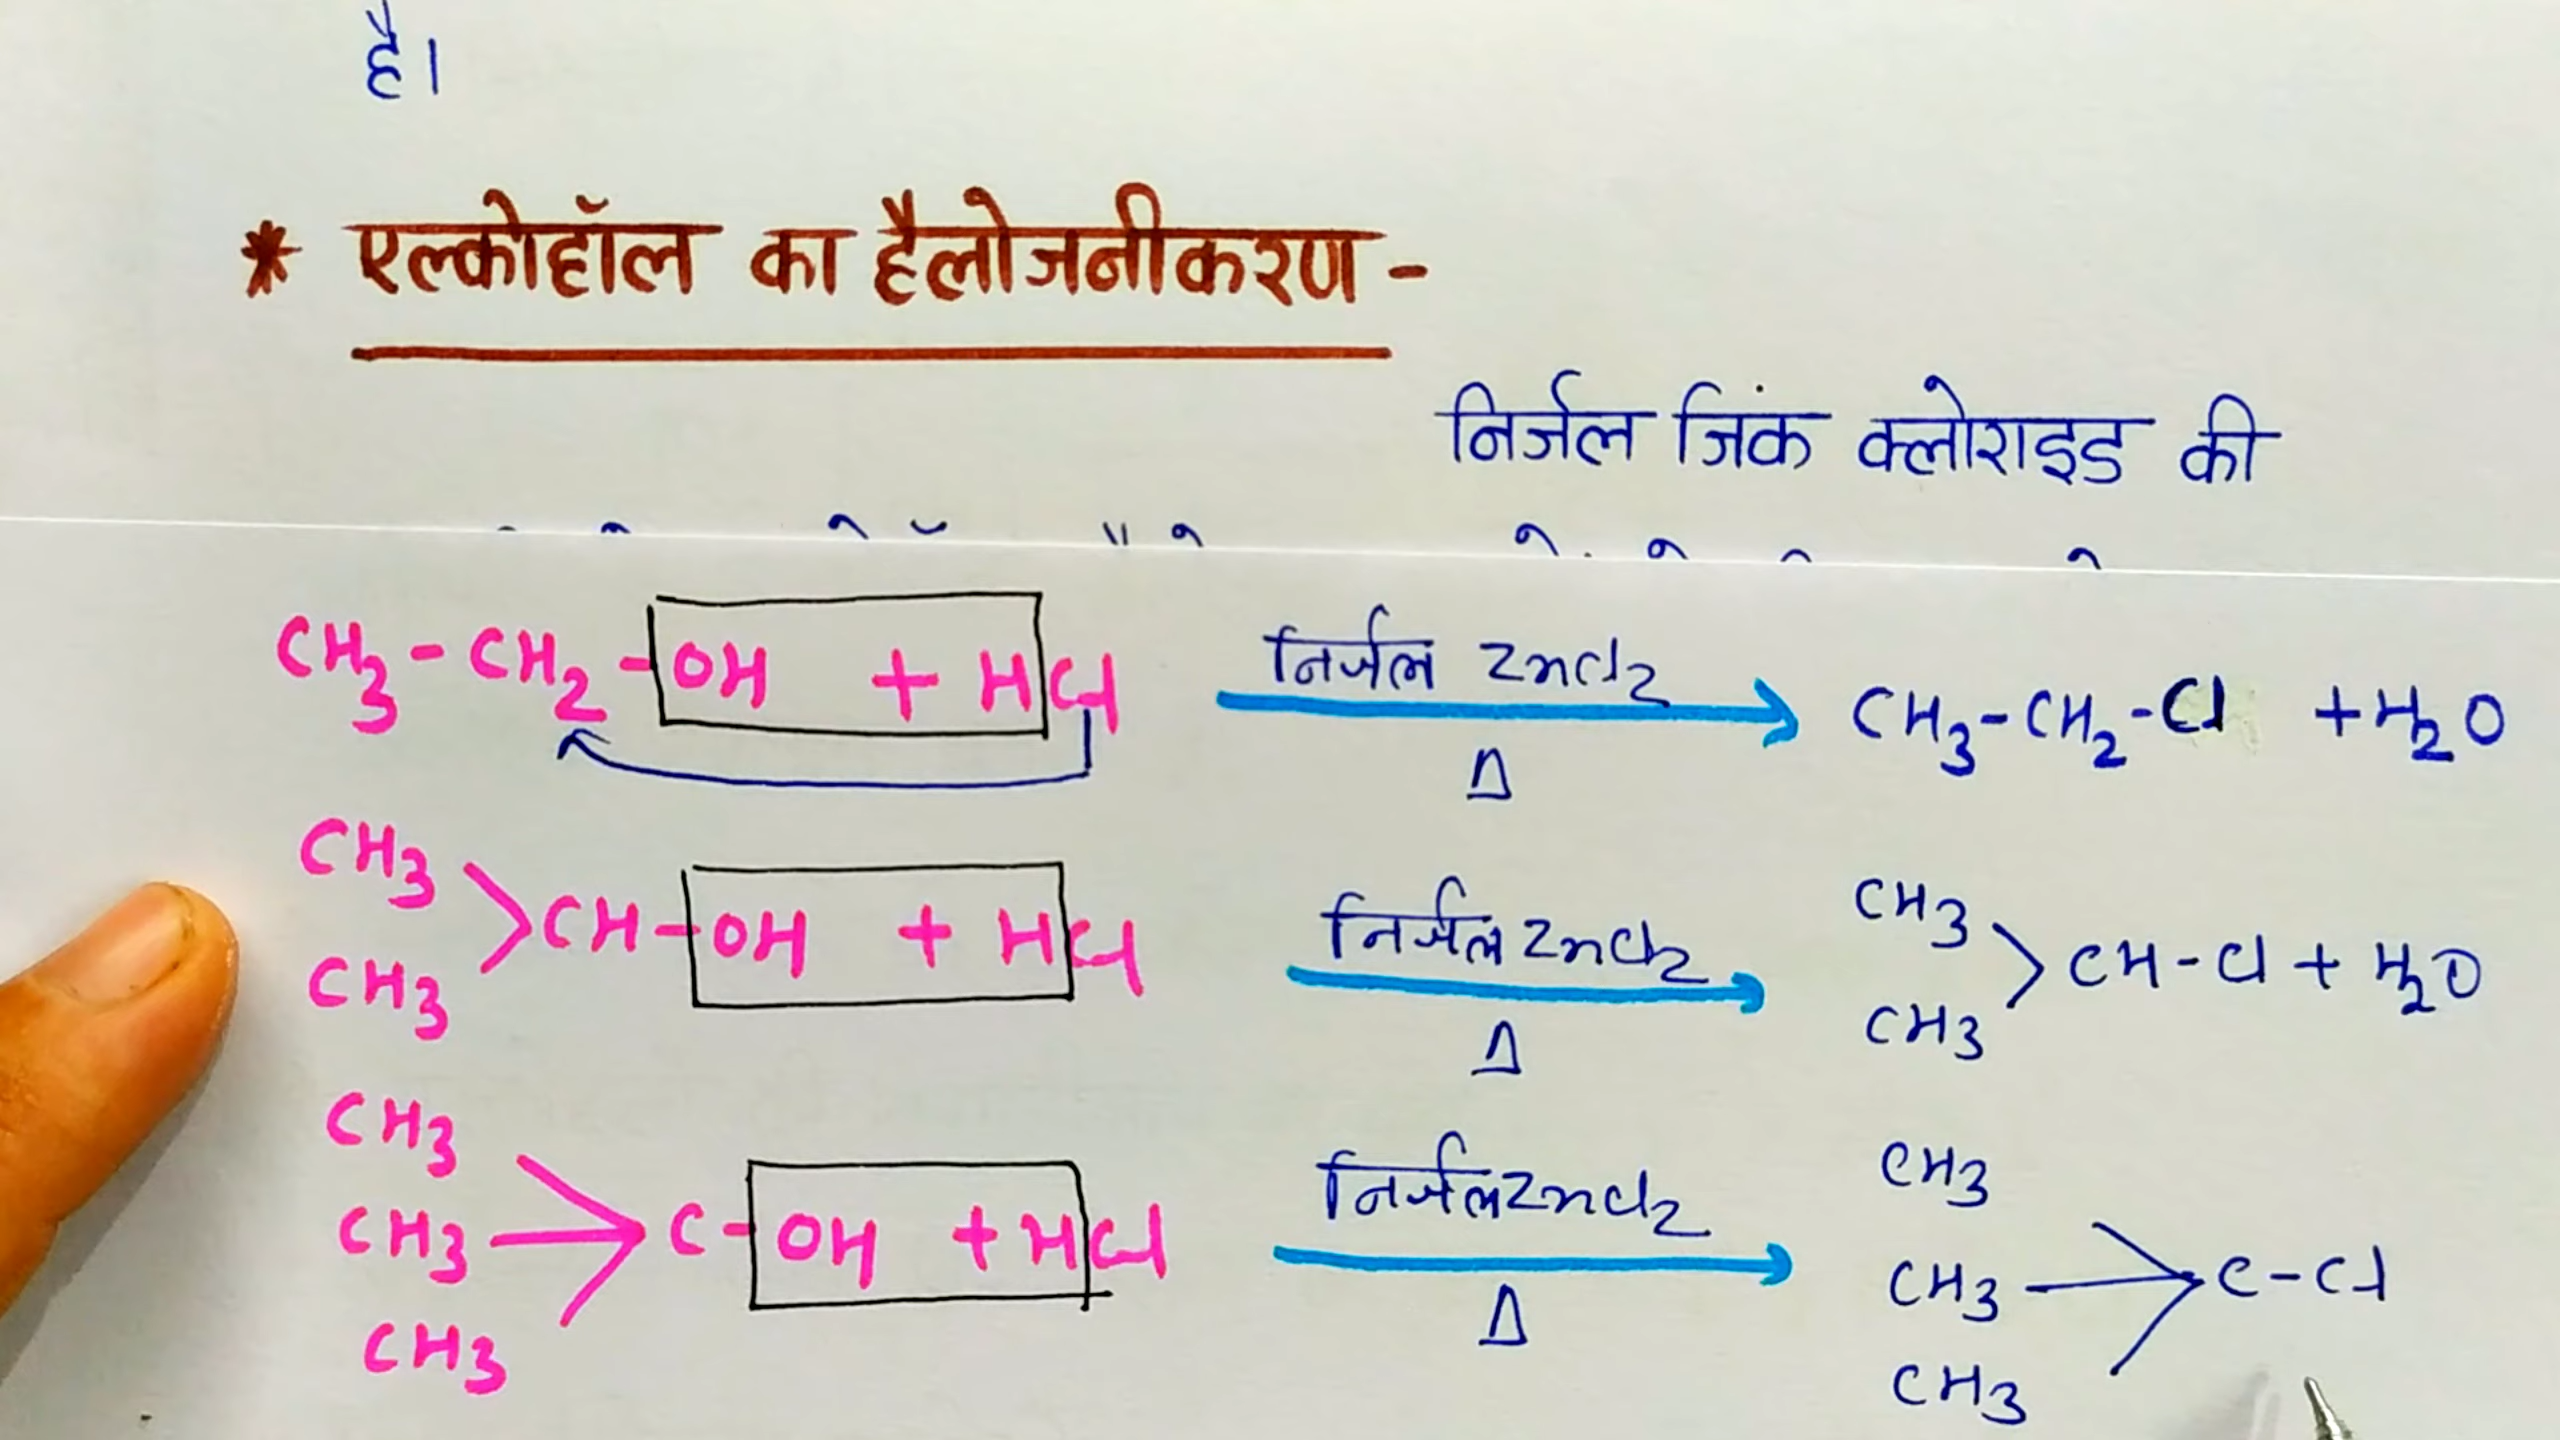 है।
* एल्कोहॉल का हैलोजनीकरण -
निर्जल जिंक क्लोराइड की
CH3 - CH2 - OH + HCl निर्जल ZnCl2 Δ CH3 - CH2 - Cl + H2O
CH3
CH3
>CH - OH + HCl निर्जल ZnCl2 Δ >CH - Cl + H2O
CH3
CH3
CH3
CH3
CH3 C - OH + HCl निर्जल ZnCl2 Δ CH3 C - Cl
CH3
CH3